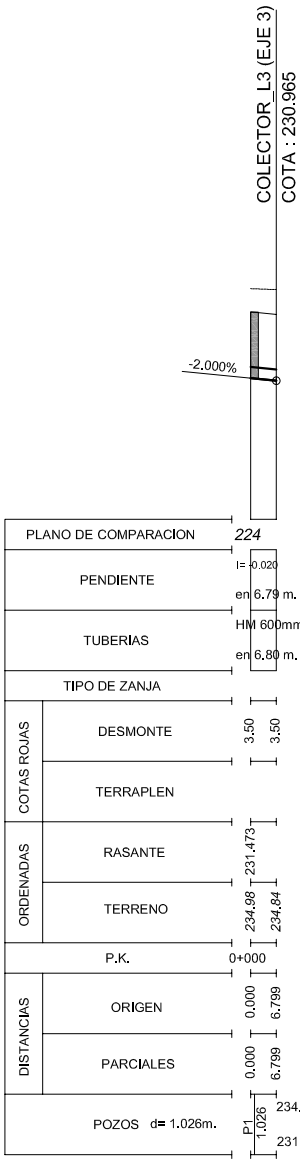 COLECTOR_L3 (EJE 3)
COTA : 230.965
-2.000%
PLANO DE COMPARACION 224
PENDIENTE I= -0.020 en 6.79 m.
TUBERIAS HM 600mm en 6.80 m.
TIPO DE ZANJA
COTAS ROJAS
DESMONTE 3.50 3.50
TERRAPLEN
ORDENADAS
RASANTE 231.473
TERRENO 234.98 234.84
P.K. 0+000
DISTANCIAS
ORIGEN 0.000 6.799
PARCIALES 0.000 6.799
POZOS d= 1.026m. P1 1.026 234. 231